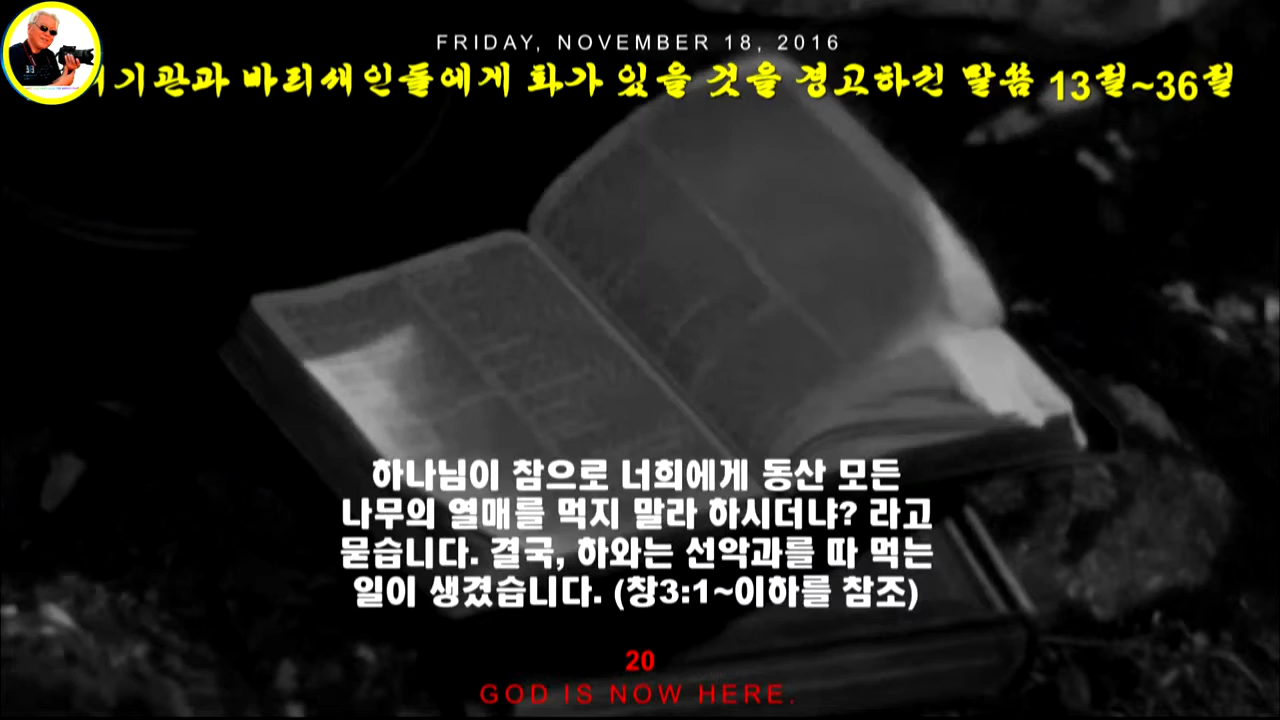 FRIDAY, NOVEMBER 18, 2016
바리새인들에게 화가 있을 것을 경고하신 말씀 13절~36절
하나님이 참으로 너희에게 동산 모든
나무의 열매를 먹지 말라 하시더냐? 라고
묻습니다. 결국, 하와는 선악과를 따 먹는
일이 생겼습니다. (창3:1~이하를 참조)
20
GOD IS NOW HERE.